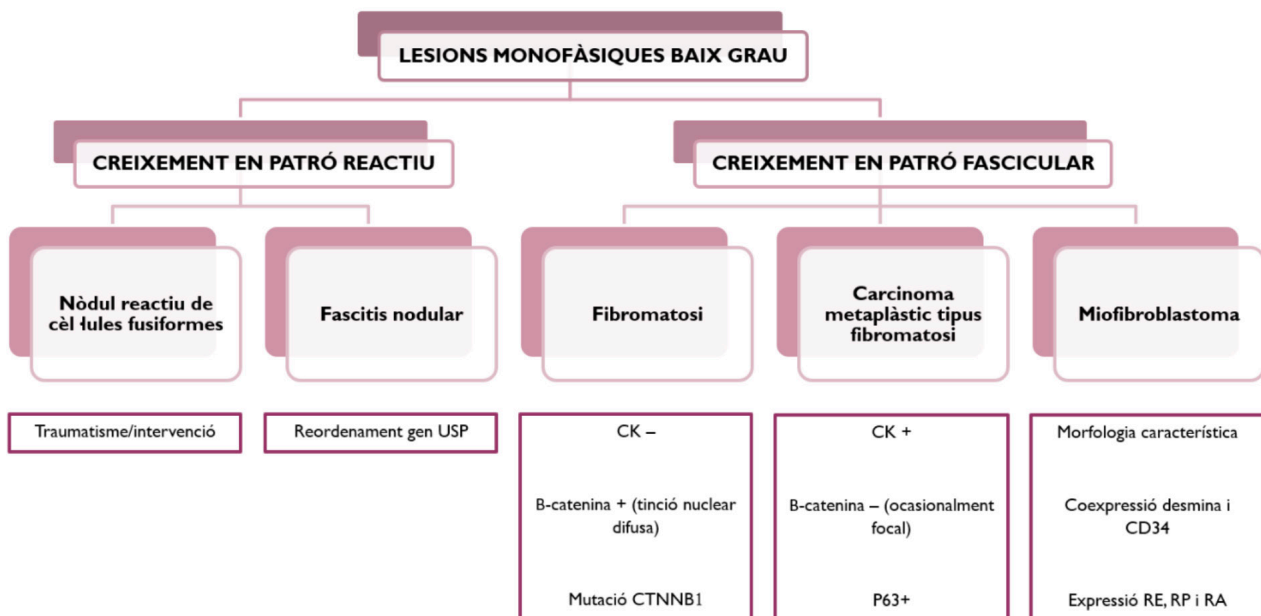 LESIONS MONOFÀSIQUES BAIX GRAU
CREIXEMENT EN PATRÓ REACTIU
CREIXEMENT EN PATRÓ FASCICULAR
Nòdul reactiu de
cèl·lules fusiformes
Fascitis nodular
Fibromatosi
Carcinoma
metaplàstic tipus
fibromatosi
Miofibroblastoma
Traumatisme/intervenció
Reordenament gen USP
CK –
B-catenina + (tinció nuclear
difusa)
Mutació CTNNB1
CK +
B-catenina – (ocasionalment
focal)
P63+
Morfologia característica
Coexpressió desmina i
CD34
Expressió RE, RP i RA